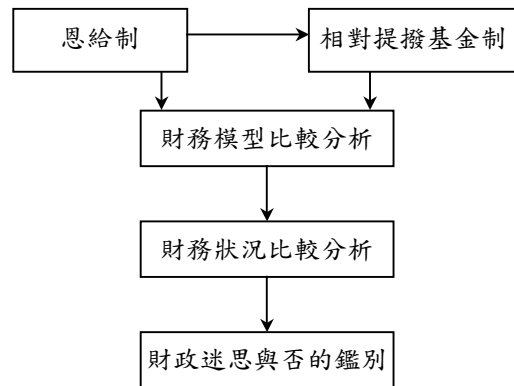 恩給制
相對提撥基金制
財務模型比較分析
財務狀況比較分析
財政迷思與否的鑑別